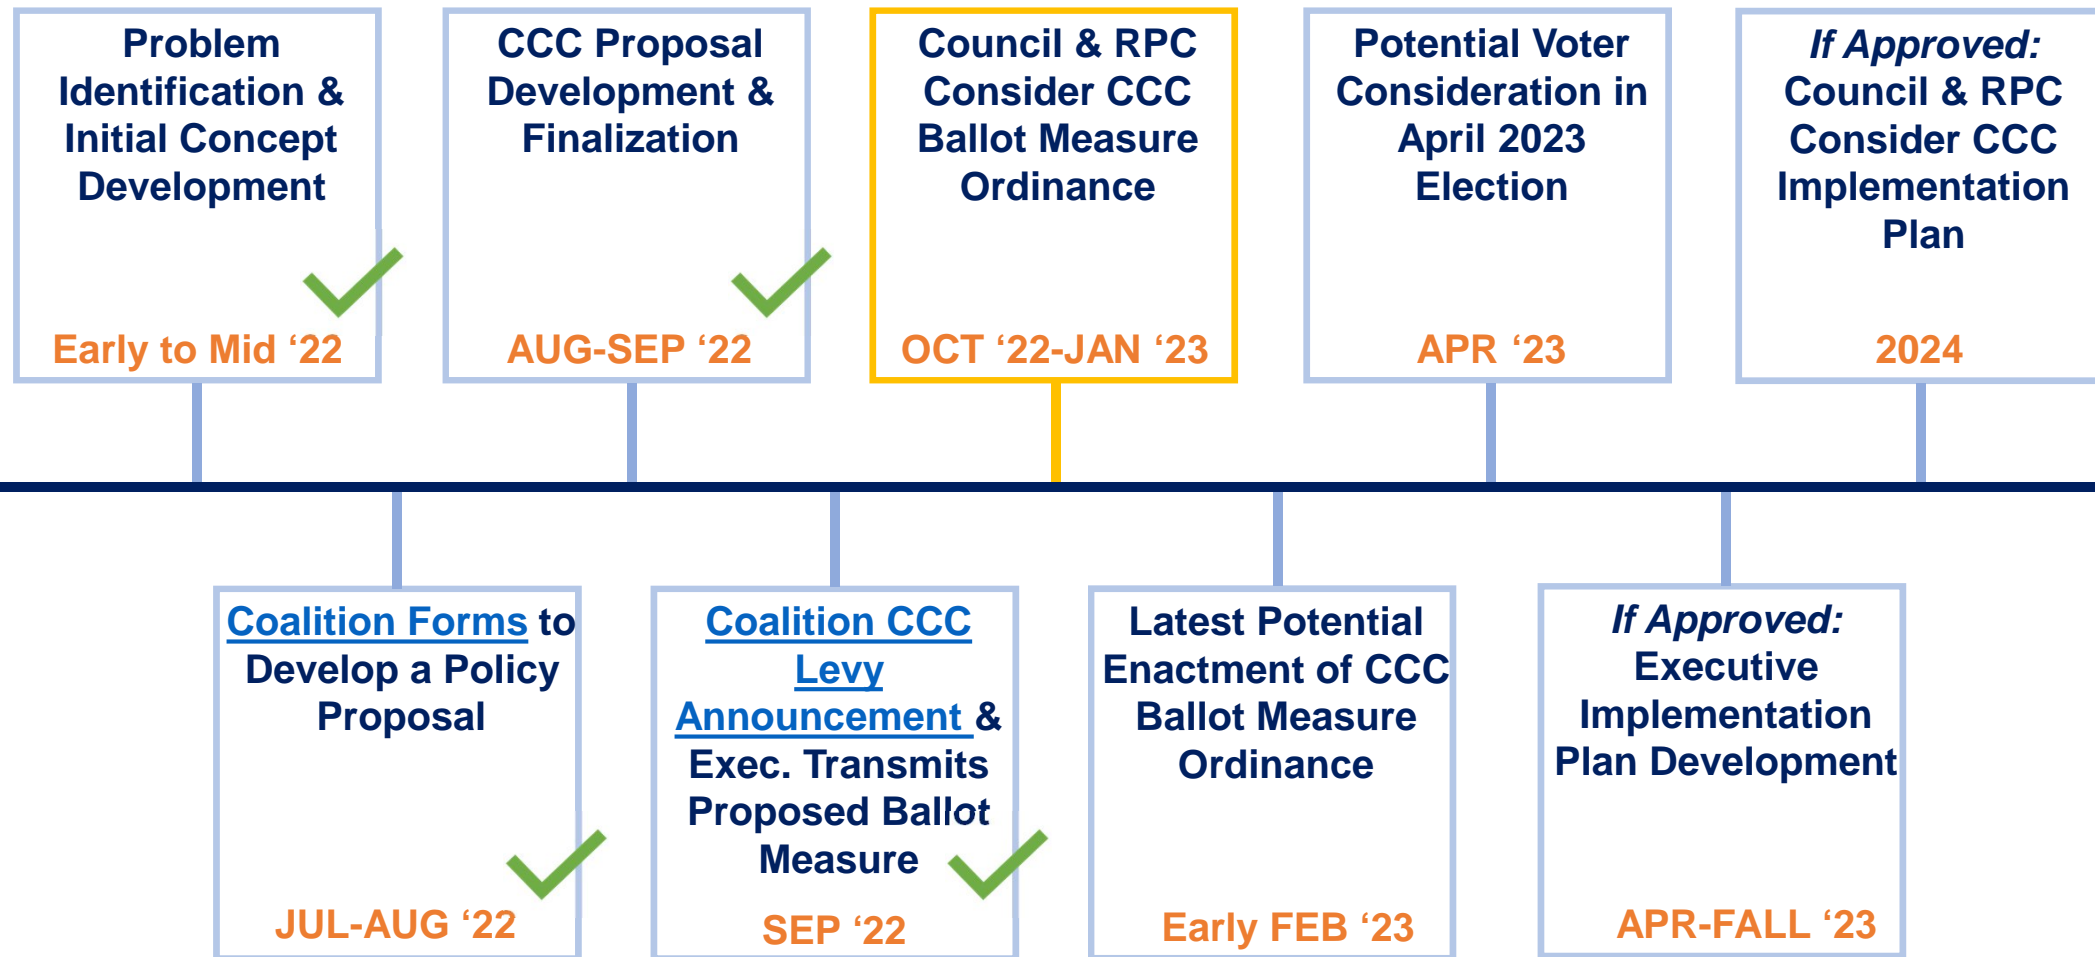 Problem
Identification &
Initial Concept
Development
Early to Mid ‘22
CCC Proposal
Development &
Finalization
AUG-SEP ‘22
Council & RPC
Consider CCC
Ballot Measure
Ordinance
OCT ‘22-JAN ‘23
Potential Voter
Consideration in
April 2023
Election
APR ‘23
If Approved:
Council & RPC
Consider CCC
Implementation
Plan
2024
Coalition Forms to
Develop a Policy
Proposal
JUL-AUG ‘22
Coalition CCC
Levy
Announcement &
Exec. Transmits
Proposed Ballot
Measure
SEP ‘22
Latest Potential
Enactment of CCC
Ballot Measure
Ordinance
Early FEB ‘23
If Approved:
Executive
Implementation
Plan Development
APR-FALL ‘23